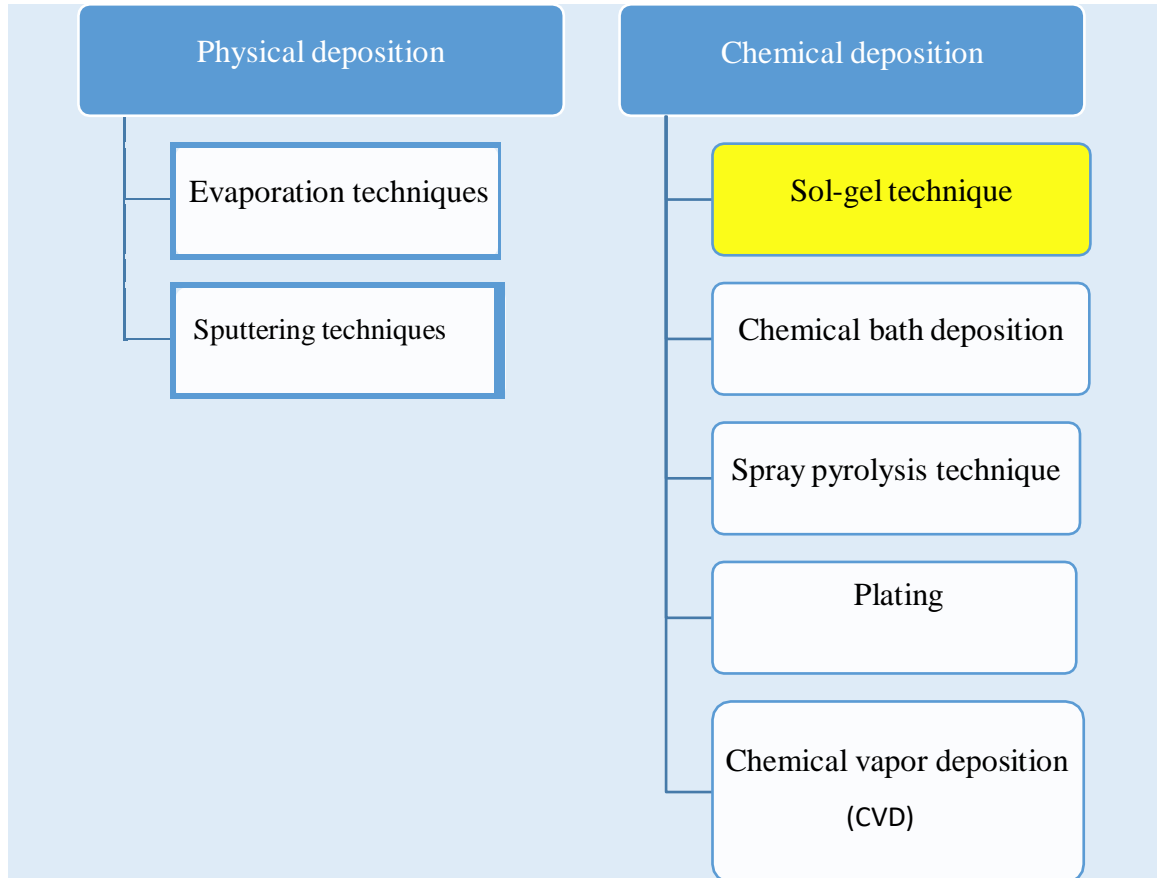 Physical deposition
Evaporation techniques
Sputtering techniques
Chemical deposition
Sol-gel technique
Chemical bath deposition
Spray pyrolysis technique
Plating
Chemical vapor deposition
(CVD)